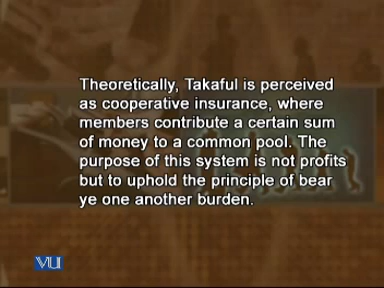 Theoretically, Takaful is perceived
as cooperative insurance, where
members contribute a certain sum
of money to a common pool. The
purpose of this system is not profits
but to uphold the principle of bear
ye one another burden.
VU